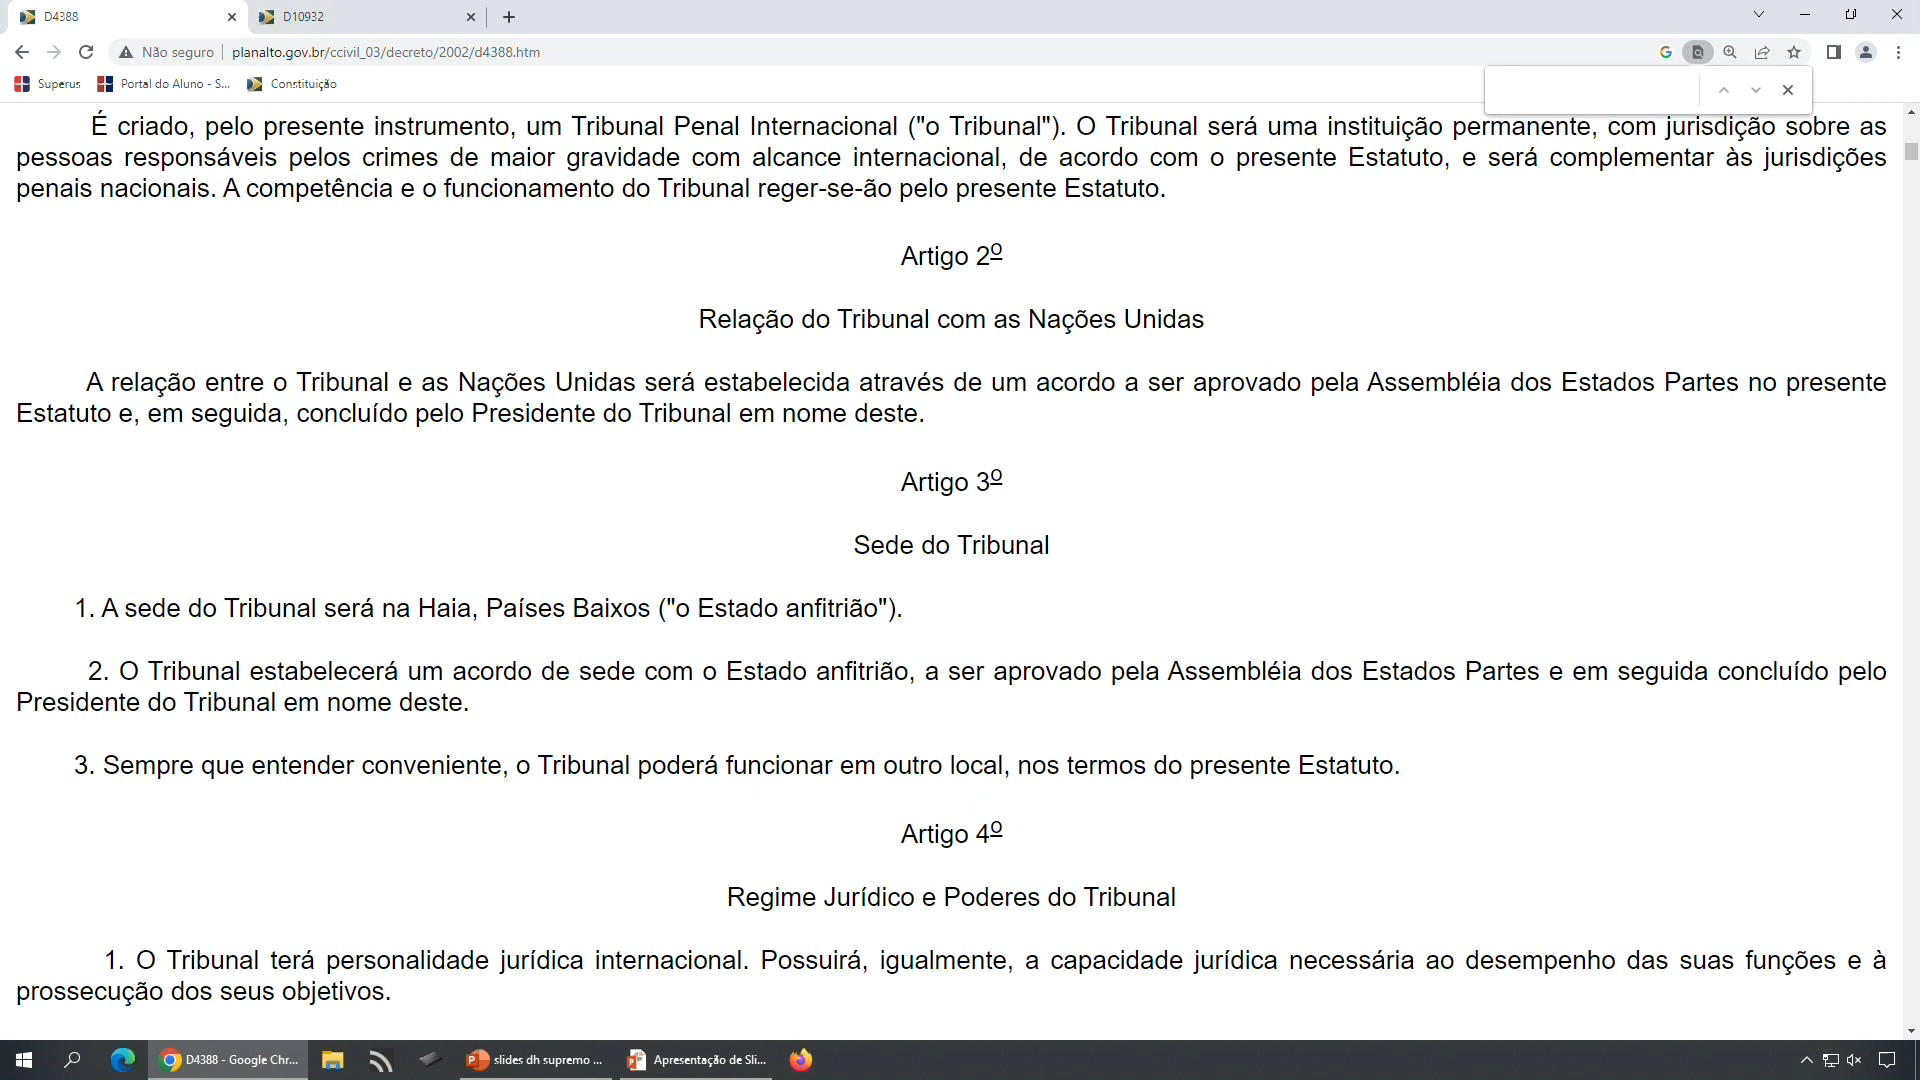 D4388
D10932
Não seguro
planalto.gov.br/ccivil_03/decreto/2002/d4388.htm
Superus
Portal do Aluno - S...
Constituição
É criado, pelo presente instrumento, um Tribunal Penal Internacional ("o Tribunal"). O Tribunal será uma instituição permanente, com jurisdição sobre as
pessoas responsáveis pelos crimes de maior gravidade com alcance internacional, de acordo com o presente Estatuto, e será complementar às jurisdições
penais nacionais. A competência e o funcionamento do Tribunal reger-se-ão pelo presente Estatuto.
Artigo 2º
Relação do Tribunal com as Nações Unidas
A relação entre o Tribunal e as Nações Unidas será estabelecida através de um acordo a ser aprovado pela Assembléia dos Estados Partes no presente
Estatuto e, em seguida, concluído pelo Presidente do Tribunal em nome deste.
Artigo 3º
Sede do Tribunal
1. A sede do Tribunal será na Haia, Países Baixos ("o Estado anfitrião").
2. O Tribunal estabelecerá um acordo de sede com o Estado anfitrião, a ser aprovado pela Assembléia dos Estados Partes e em seguida concluído pelo
Presidente do Tribunal em nome deste.
3. Sempre que entender conveniente, o Tribunal poderá funcionar em outro local, nos termos do presente Estatuto.
Artigo 4º
Regime Jurídico e Poderes do Tribunal
1. O Tribunal terá personalidade jurídica internacional. Possuirá, igualmente, a capacidade jurídica necessária ao desempenho das suas funções e à
prossecução dos seus objetivos.
D4388 - Google Chr...
slides dh supremo ...
Apresentação de Sli...